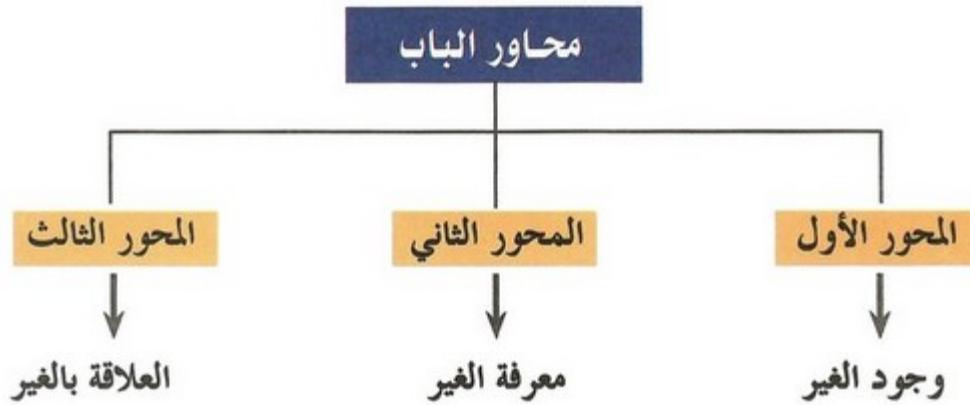 محاور الباب
المحور الأول
المحور الثاني
المحور الثالث
وجود الغير
معرفة الغير
العلاقة بالغير